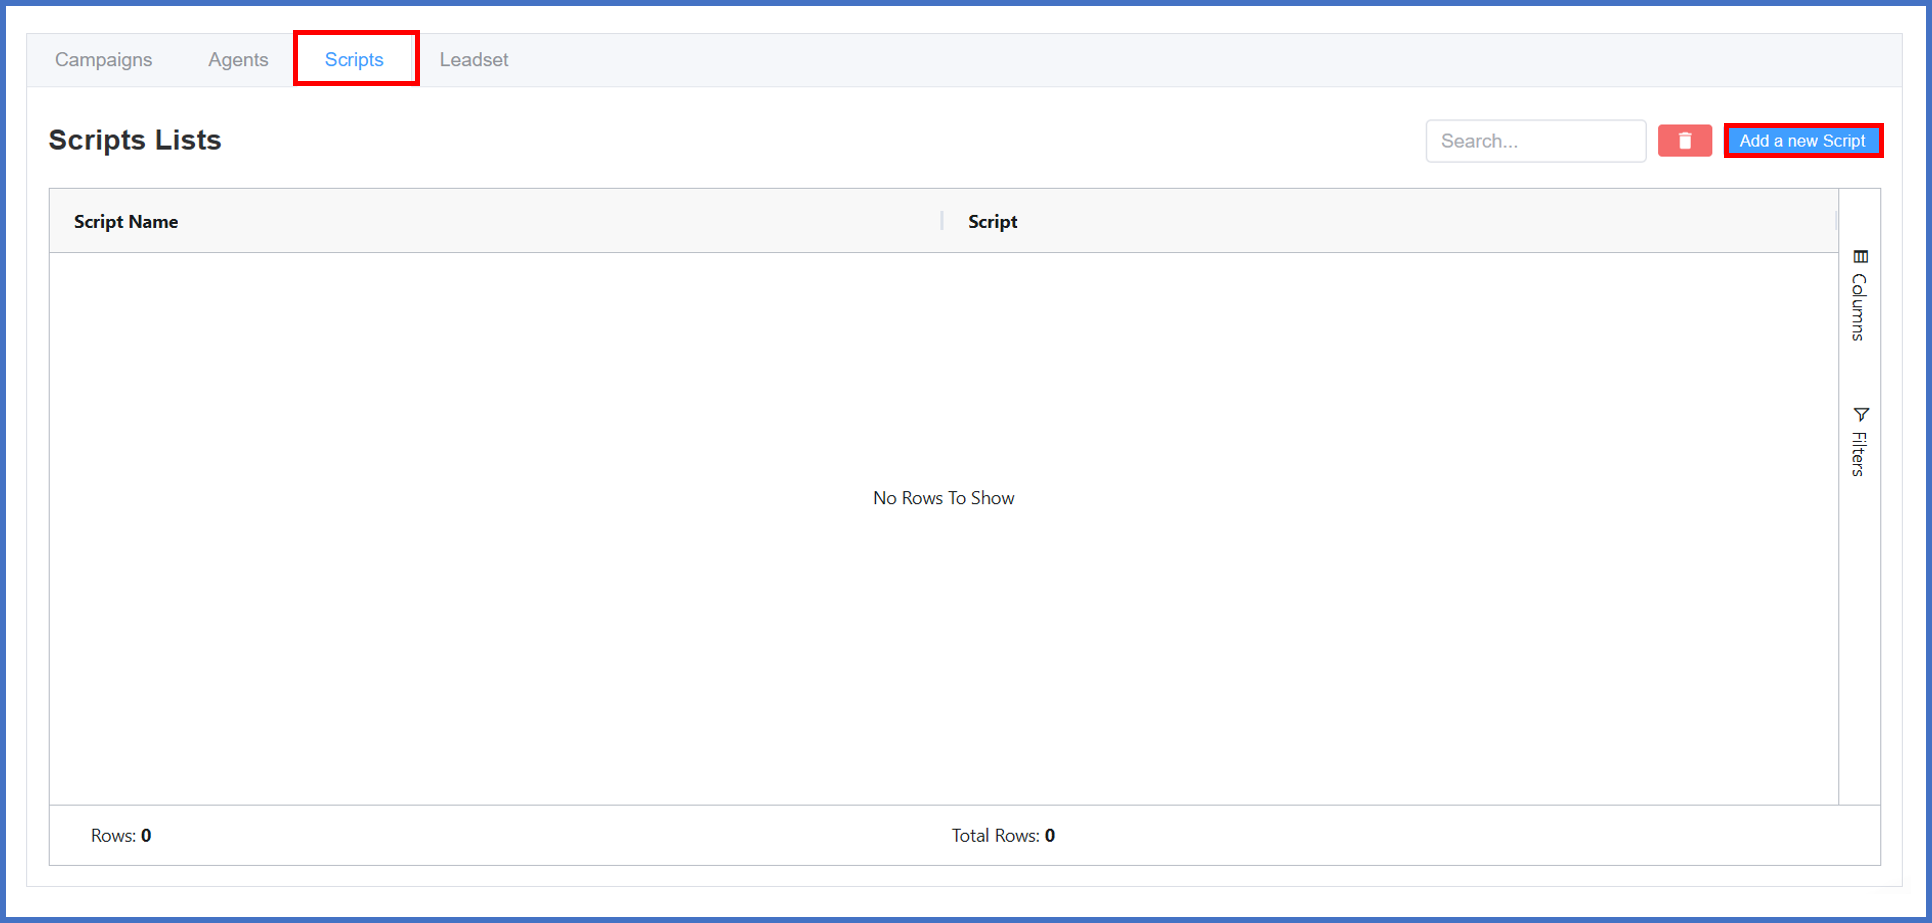 Campaigns Agents Scripts Leadset
Scripts Lists
Search... Add a new Script
Script Name Script
Columns
Filters
No Rows To Show
Rows: 0 Total Rows: 0